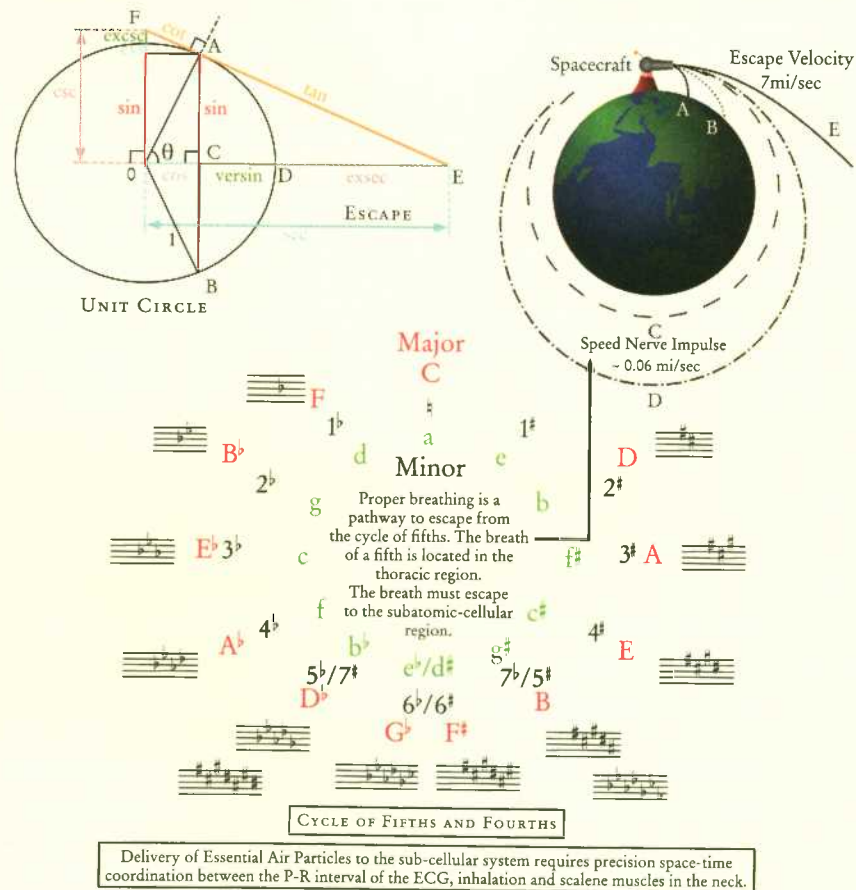 F
cot
excsc
A
csc
sin
sin
tan
θ
C
0
cos
versin
D
exsec
E
ESCAPE
1
B
UNIT CIRCLE
Spacecraft
Escape Velocity
7mi/sec
A
B
E
C
Speed Nerve Impulse
~ 0.06 mi/sec
D
Major
C
♮
a
F
1♭
d
1♯
e
B♭
2♭
g
D
2♯
b
E♭
3♭
c
A
3♯
f♯
A♭
4♭
f
E
4♯
c♯
Minor
Proper breathing is a
pathway to escape from
the cycle of fifths. The breath
of a fifth is located in the
thoracic region.
The breath must escape
to the subatomic-cellular
region.
b♭
5♭/7♯
D♭
e♭/d♯
6♭/6♯
G♭
F♯
g♯
7♭/5♯
B
CYCLE OF FIFTHS AND FOURTHS
Delivery of Essential Air Particles to the sub-cellular system requires precision space-time
coordination between the P-R interval of the ECG, inhalation and scalene muscles in the neck.